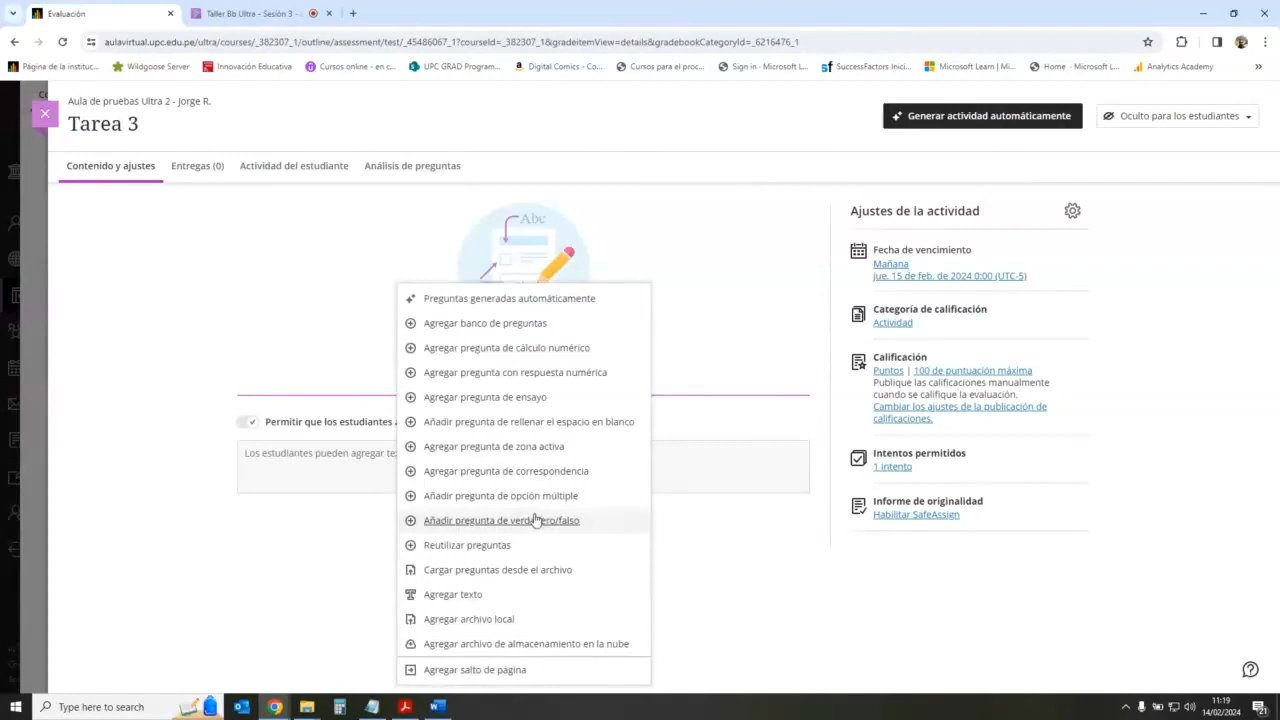 Evaluación
Taller Bb Ultra - Sesión 3 -
aulavirtual.upc.edu.pe/ultra/courses/_382307_1/outline/assessment/test/_45486067_1?courseId=_382307_1&gradeitemView=details&gradebookCategoryId=_6216476_1
Página de la instituc...
Wildgoose Server
Innovación Educativa
Cursos online - en c...
UPC GRAD Program...
Digital Comics - Co...
Cursos para el proc...
Sign in · Microsoft L...
SuccessFactors Inici...
Microsoft Learn | Mi...
Home · Microsoft L...
Analytics Academy
Aula de pruebas Ultra 2 - Jorge R.
Tarea 3
Generar actividad automáticamente
Oculto para los estudiantes
Contenido y ajustes
Entregas (0)
Actividad del estudiante
Análisis de preguntas
Abc
Preguntas generadas automáticamente
Agregar banco de preguntas
Agregar pregunta de cálculo numérico
Agregar pregunta con respuesta numérica
Agregar pregunta de ensayo
Añadir pregunta de rellenar el espacio en blanco
Agregar pregunta de zona activa
Agregar pregunta de correspondencia
Añadir pregunta de opción múltiple
Añadir pregunta de verdadero/falso
Reutilizar preguntas
Cargar preguntas desde el archivo
Agregar texto
Agregar archivo local
Agregar archivo de almacenamiento en la nube
Agregar salto de página
Permitir que los estudiantes
Los estudiantes pueden agregar
Ajustes de la actividad
Fecha de vencimiento
Mañana
jue. 15 de feb. de 2024 0:00 (UTC-5)
Categoría de calificación
Actividad
Calificación
Puntos | 100 de puntuación máxima
Publique las calificaciones manualmente
cuando se califique la evaluación.
Cambiar los ajustes de la publicación de
calificaciones.
Intentos permitidos
1 intento
Informe de originalidad
Habilitar SafeAssign
Type here to search
11:19
14/02/2024
21